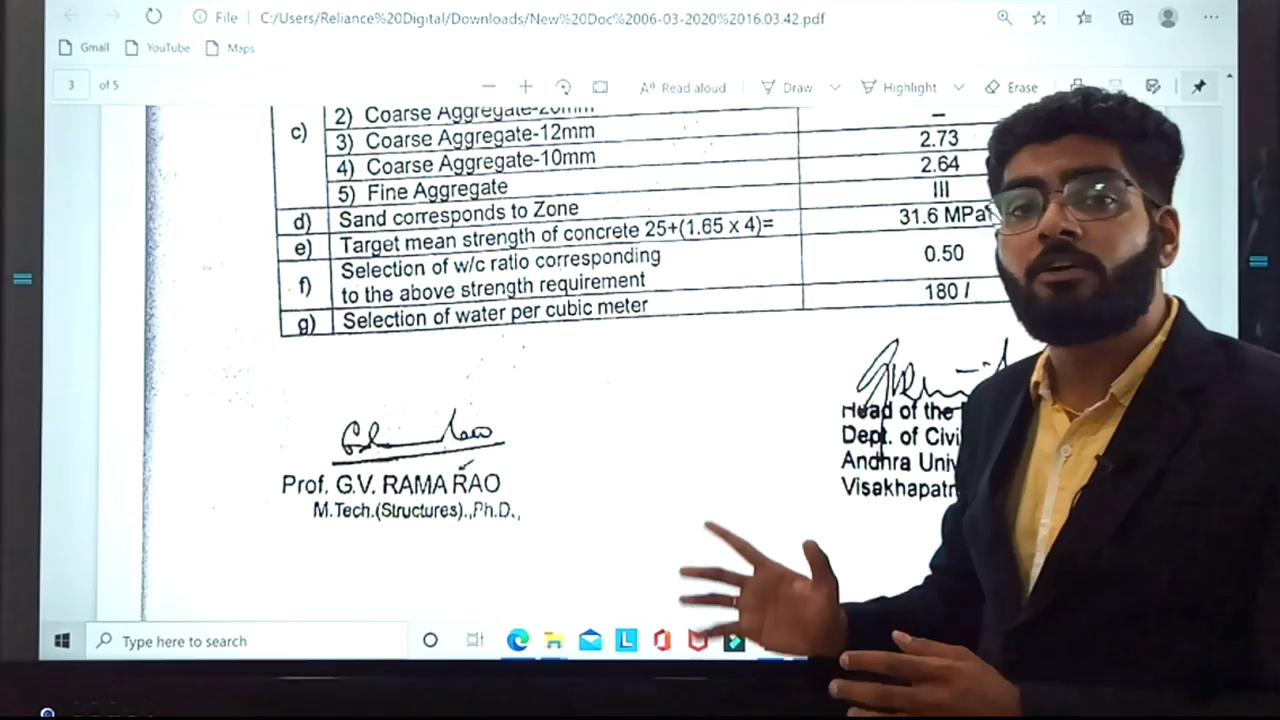 File C:/Users/Reliance%20Digital/Downloads/New%20Doc%2006-03-2020%2016.03.42.pdf
Gmail YouTube Maps
3 of 5 Read aloud Draw Highlight Erase
2) Coarse Aggregate-20mm –
c) 3) Coarse Aggregate-12mm 2.73
4) Coarse Aggregate-10mm 2.64
5) Fine Aggregate III
d) Sand corresponds to Zone
e) Target mean strength of concrete 25+(1.65 x 4)= 31.6 MPa
f) Selection of w/c ratio corresponding 0.50
to the above strength requirement
g) Selection of water per cubic meter 180 l
Head of the
Prof. G.V. RAMA RAO Dept. of Civi
M.Tech.(Structures).,Ph.D., Andhra Univ
Visakhapatn
Type here to search